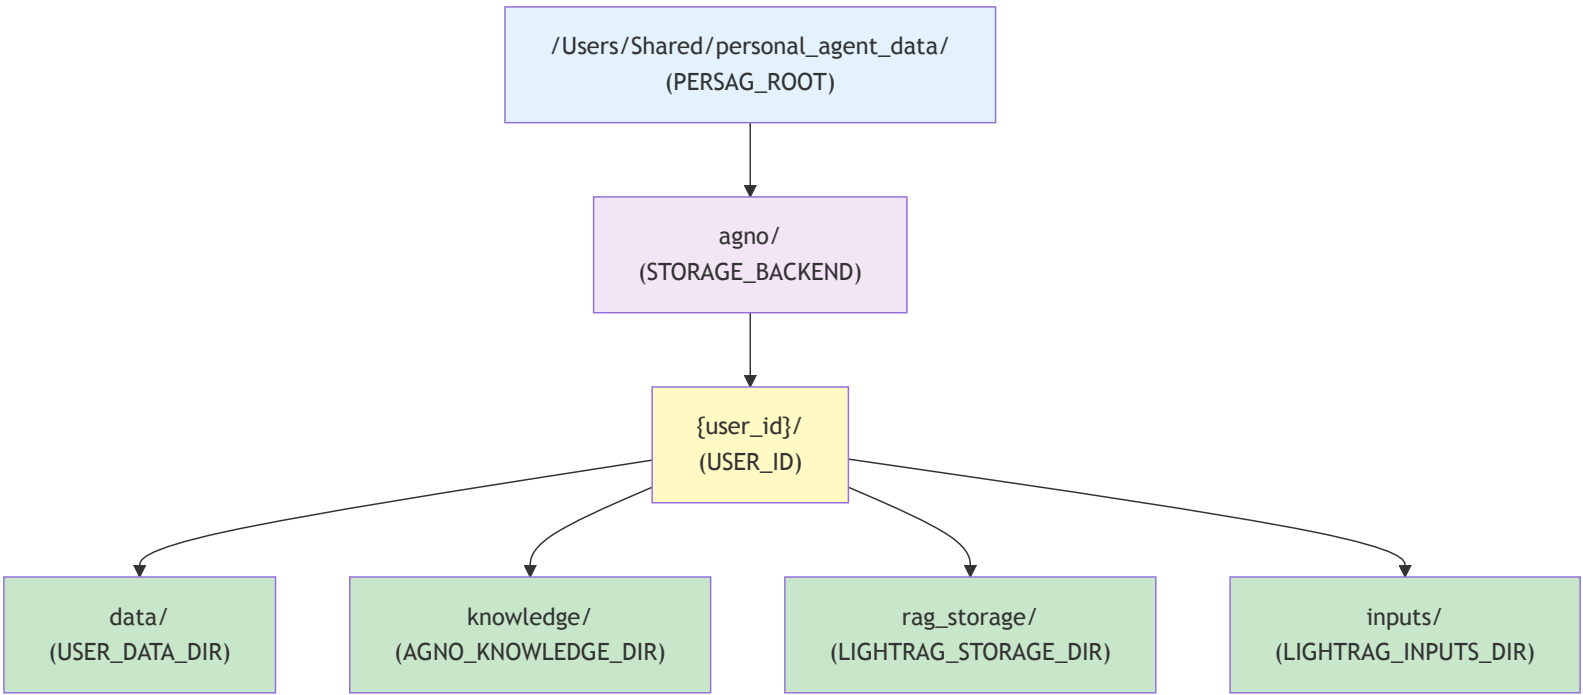 /Users/Shared/personal_agent_data/
(PERSAG_ROOT)
agno/
(STORAGE_BACKEND)
{user_id}/
(USER_ID)
data/
(USER_DATA_DIR)
knowledge/
(AGNO_KNOWLEDGE_DIR)
rag_storage/
(LIGHTRAG_STORAGE_DIR)
inputs/
(LIGHTRAG_INPUTS_DIR)